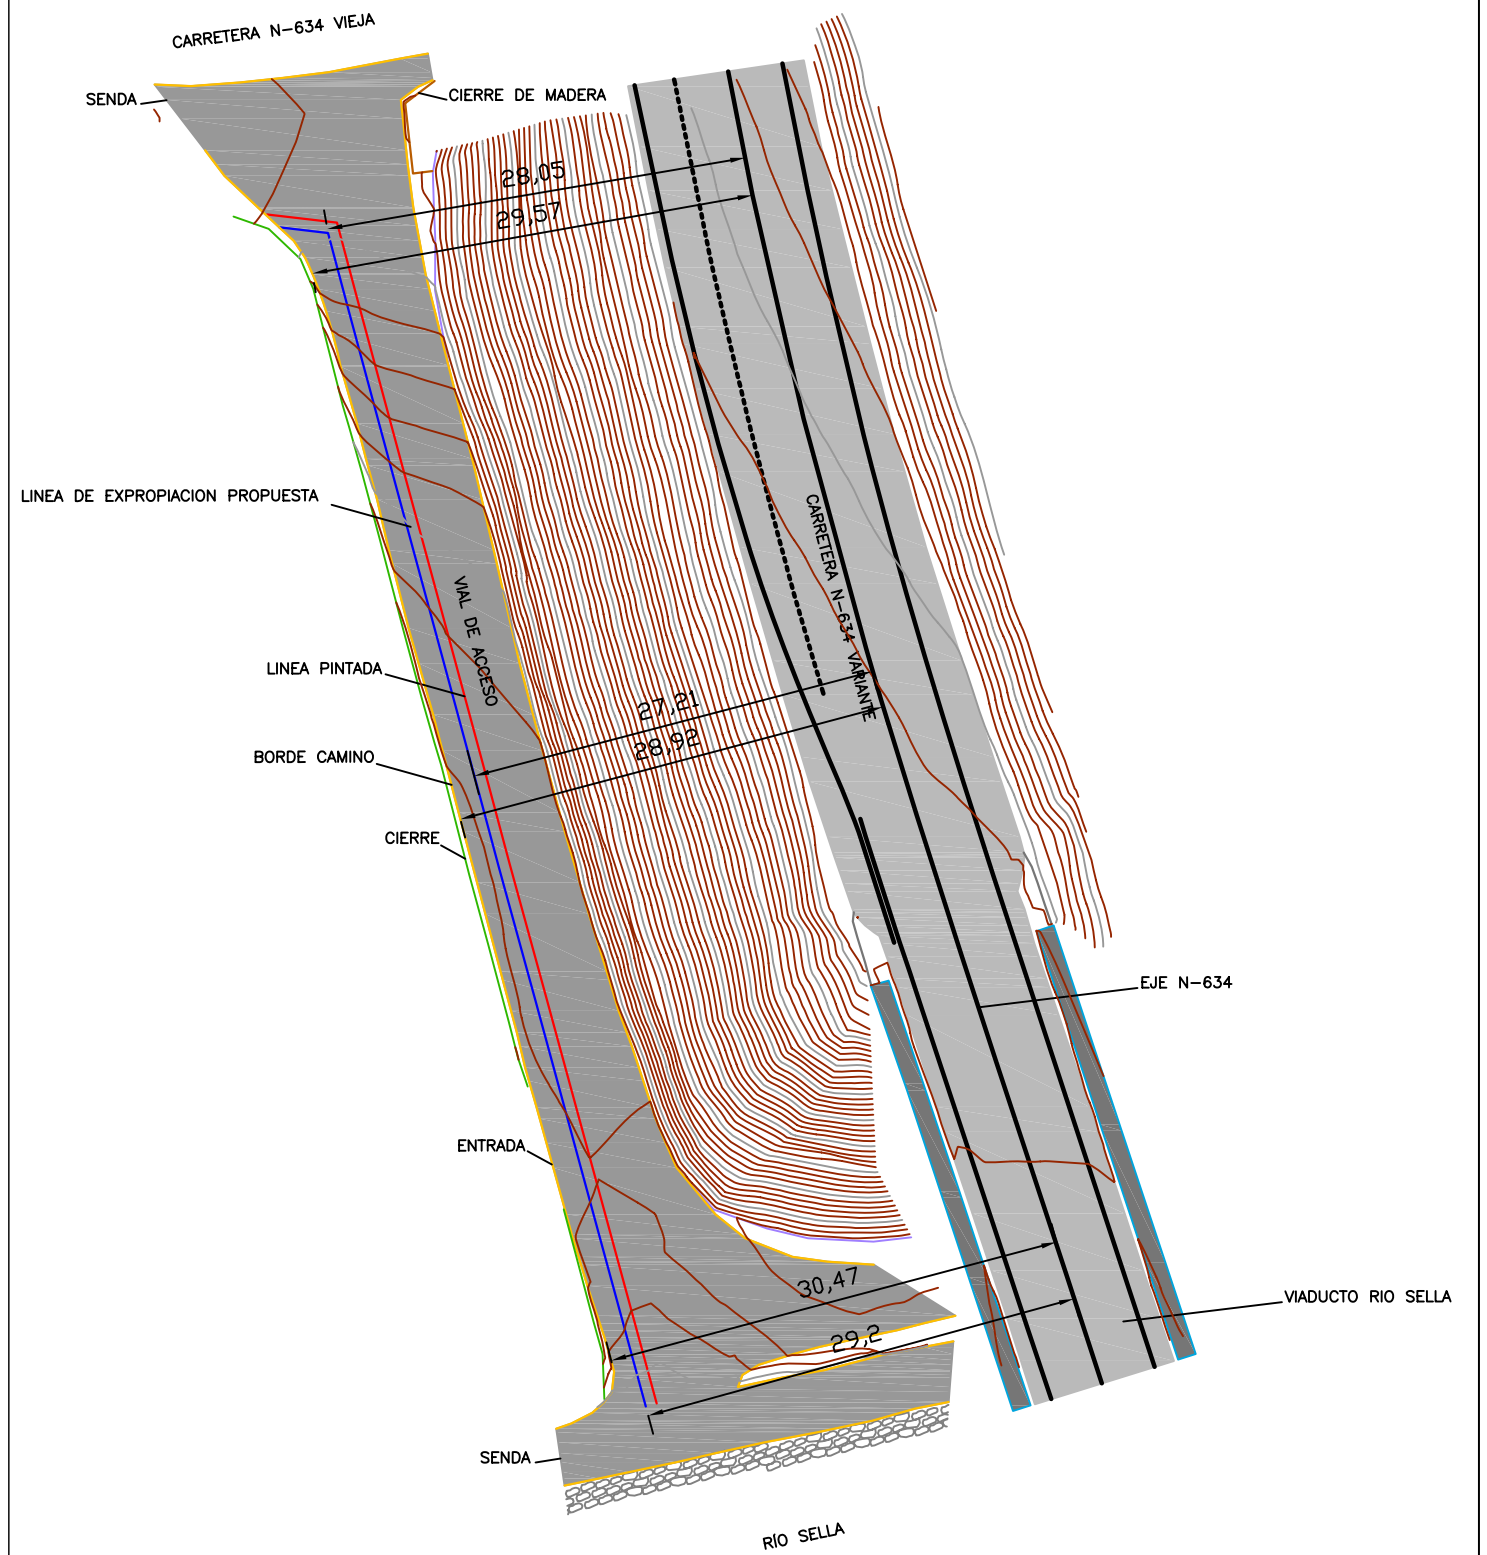 CARRETERA N-634 VIEJA
SENDA
CIERRE DE MADERA
28,05
29,57
LINEA DE EXPROPIACION PROPUESTA
CARRETERA N-634 VARIANTE
VIAL DE ACCESO
LINEA PINTADA
27,21
28,92
BORDE CAMINO
CIERRE
EJE N-634
ENTRADA
30,47
VIADUCTO RIO SELLA
29,2
SENDA
RÍO SELLA